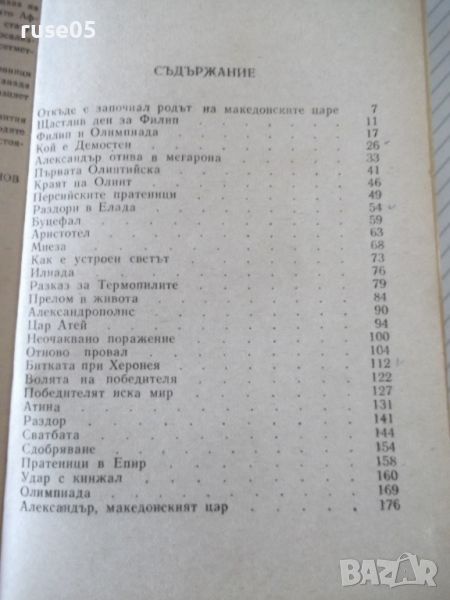 ruse05
СЪДЪРЖАНИЕ
Откъде е започнал родът на македонските царе 7
Щастлив ден за Филип 11
Филип и Олимпиада 17
Кой е Демостен 26
Александър отива в мегарона 33
Първата Олинтийска 41
Краят на Олинт 46
Персийските пратеници 49
Раздори в Елада 54
Буцефал 59
Аристотел 63
Миеза 68
Как е устроен светът 73
Илиада 76
Разказ за Термопилите 79
Прелом в живота 84
Александрополис 90
Цар Атей 94
Неочаквано поражение 100
Отново провал 104
Битката при Херонея 112
Волята на победителя 122
Победителят иска мир 127
Атина 131
Раздор 141
Сватбата 144
Сдобряване 154
Пратеници в Епир 158
Удар с кинжал 160
Олимпиада 169
Александър, македонският цар 176
BAZAR